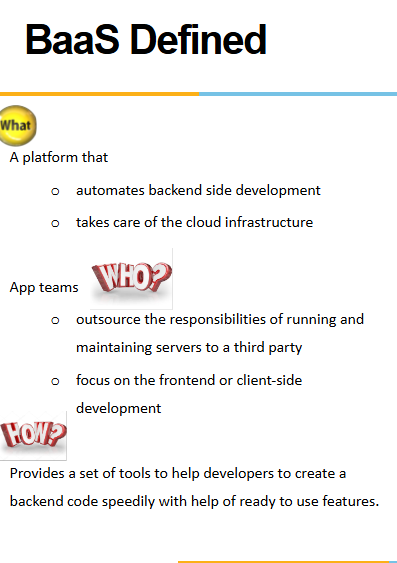 BaaS Defined
What
A platform that
o automates backend side development
o takes care of the cloud infrastructure
WHO?
App teams
o outsource the responsibilities of running and
maintaining servers to a third party
o focus on the frontend or client-side
development
HOW?
Provides a set of tools to help developers to create a
backend code speedily with help of ready to use features.